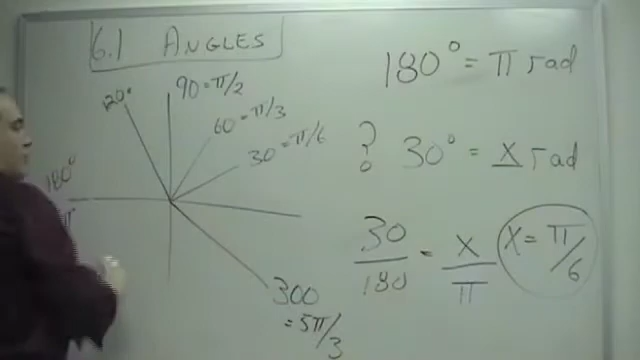 6.1 ANGLES
120°
90 = π/2
60 = π/3
30 = π/6
180°
π
300
= 5π/3
180° = π rad
? 30° = x rad
30/180 = x/π
x = π/6